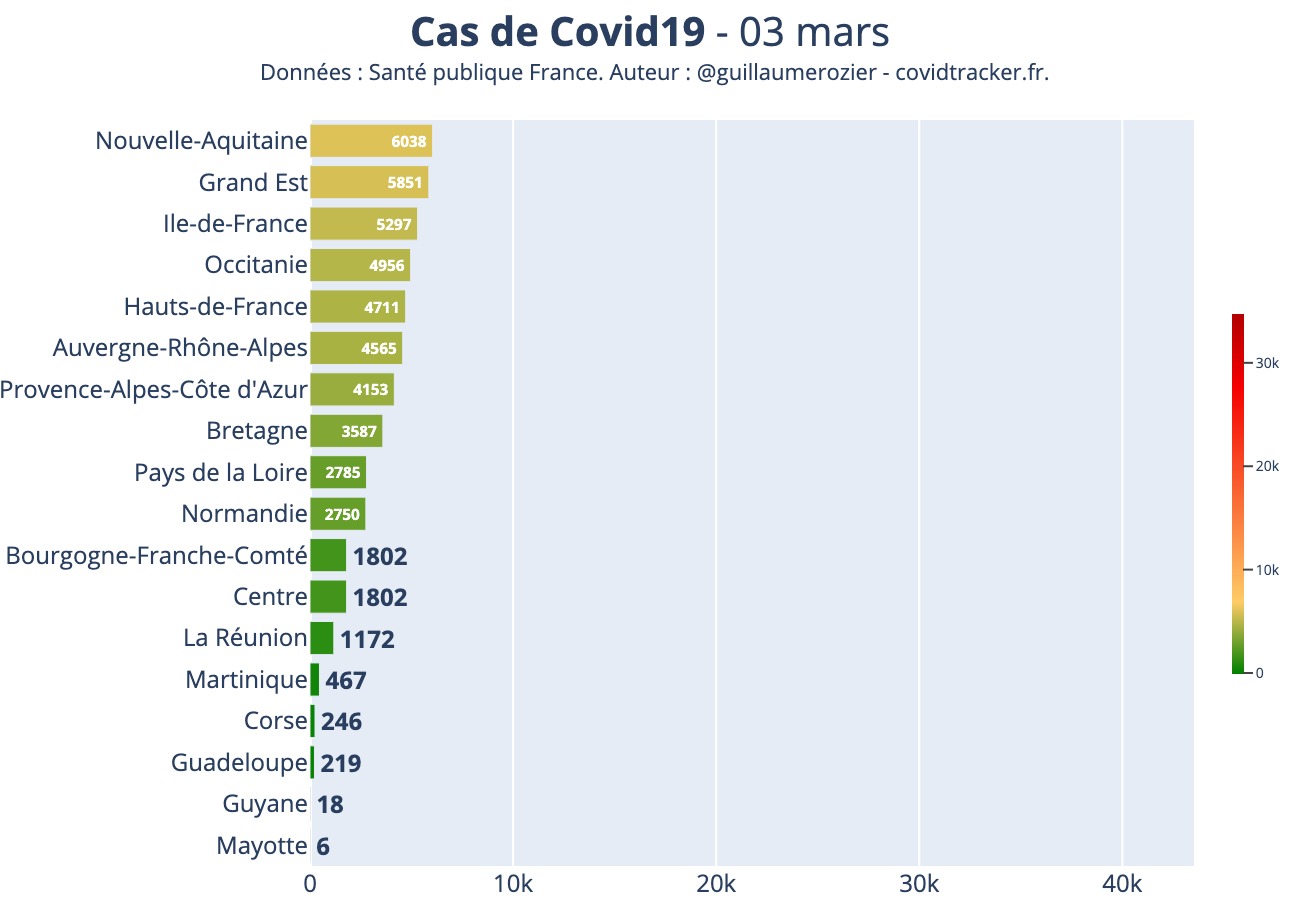 Cas de Covid19 - 03 mars
Données : Santé publique France. Auteur : @guillaumerozier - covidtracker.fr.
Nouvelle-Aquitaine 6038
Grand Est 5851
Ile-de-France 5297
Occitanie 4956
Hauts-de-France 4711
Auvergne-Rhône-Alpes 4565
Provence-Alpes-Côte d'Azur 4153
Bretagne 3587
Pays de la Loire 2785
Normandie 2750
Bourgogne-Franche-Comté 1802
Centre 1802
La Réunion 1172
Martinique 467
Corse 246
Guadeloupe 219
Guyane 18
Mayotte 6
0 10k 20k 30k 40k
30k
20k
10k
0